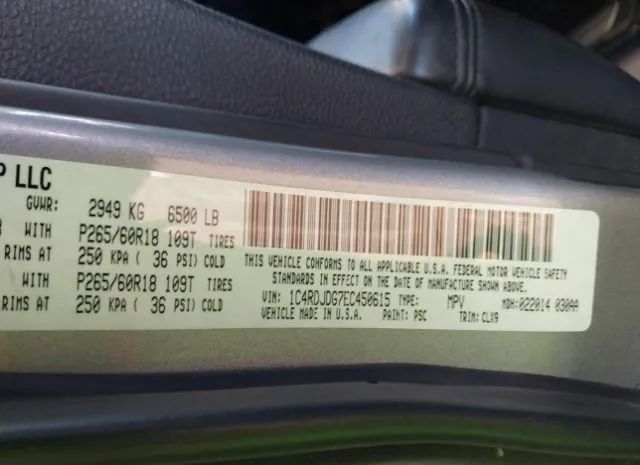 P LLC
GVWR: 2949 KG 6500 LB
WITH P265/60R18 109T TIRES
RIMS AT 250 KPA ( 36 PSI) COLD
WITH P265/60R18 109T TIRES
RIMS AT 250 KPA ( 36 PSI) COLD
THIS VEHICLE CONFORMS TO ALL APPLICABLE U.S.A. FEDERAL MOTOR VEHICLE SAFETY
STANDARDS IN EFFECT ON THE DATE OF MANUFACTURE SHOWN ABOVE.
VIN: 1C4RDJDG7EC450615 TYPE: MPV MDH:022014 030AA
VEHICLE MADE IN U.S.A. PAINT: PSC TRIM: CLX9